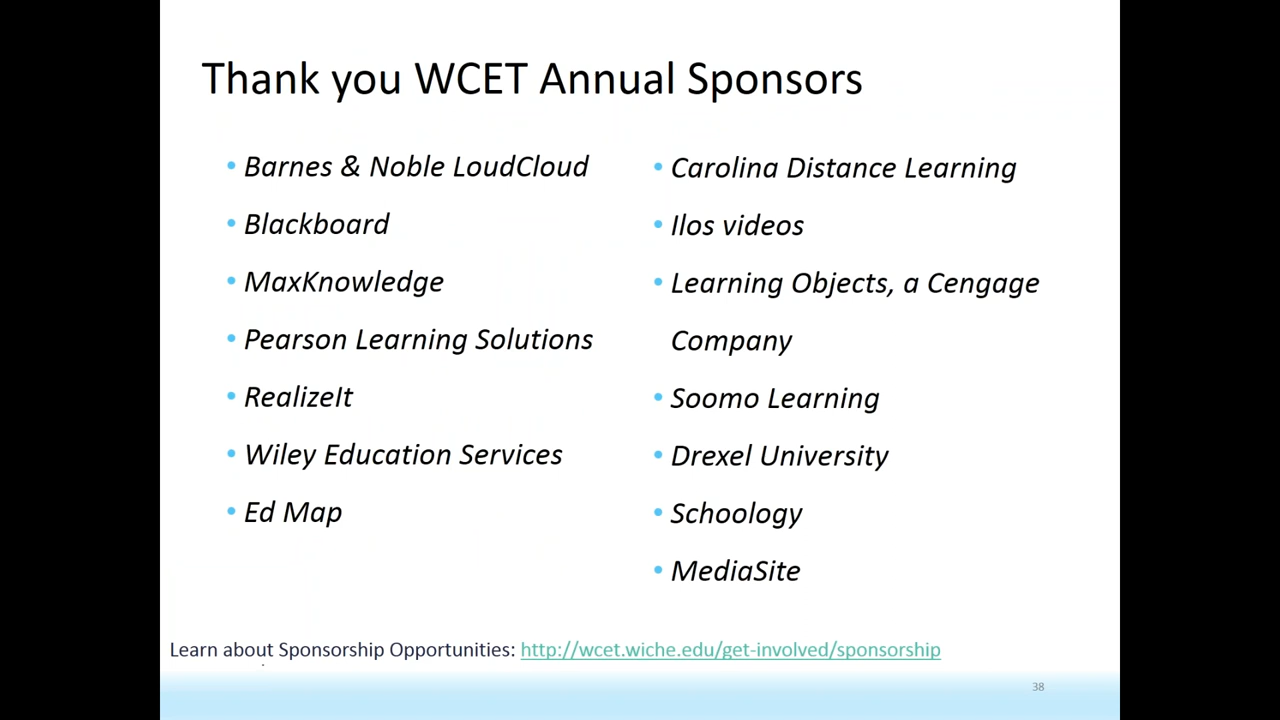 Thank you WCET Annual Sponsors
• Barnes & Noble LoudCloud
• Blackboard
• MaxKnowledge
• Pearson Learning Solutions
• RealizeIt
• Wiley Education Services
• Ed Map
• Carolina Distance Learning
• Ilos videos
• Learning Objects, a Cengage
Company
• Soomo Learning
• Drexel University
• Schoology
• MediaSite
Learn about Sponsorship Opportunities: http://wcet.wiche.edu/get-involved/sponsorship
38